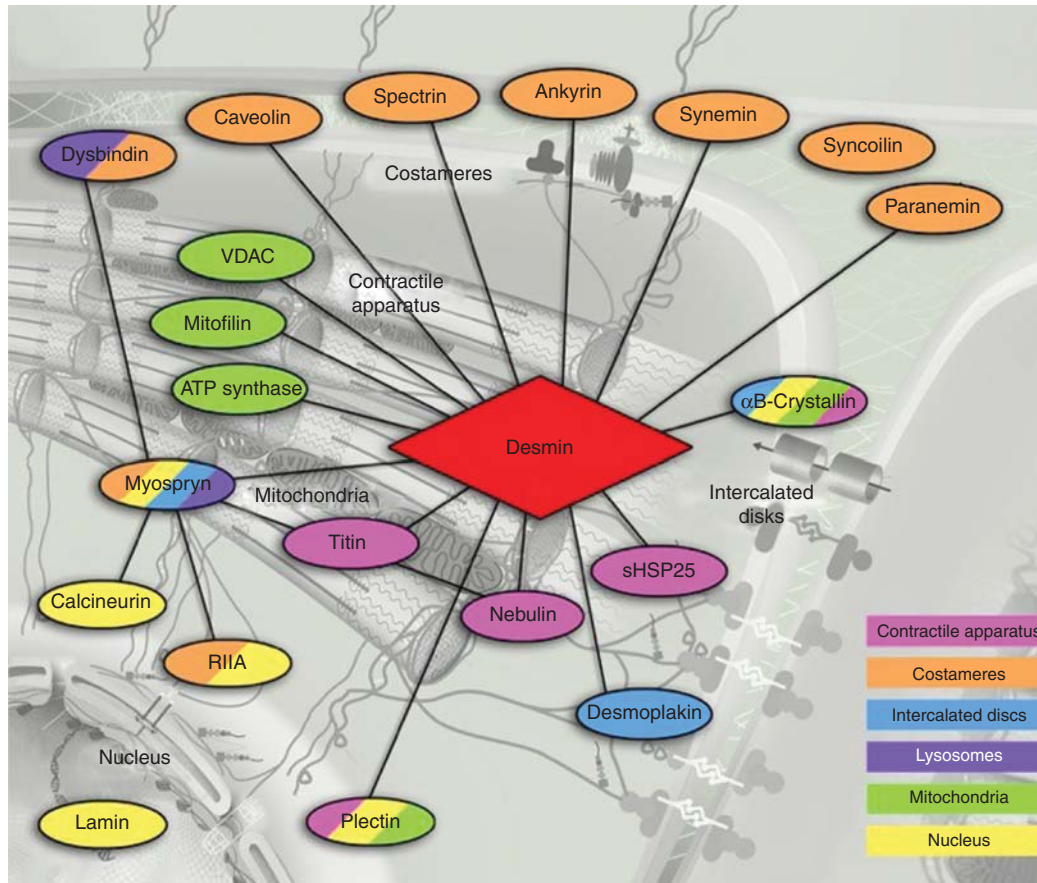 Spectrin
Ankyrin
Caveolin
Synemin
Dysbindin
Syncoilin
Costameres
Paranemin
VDAC
Contractile
apparatus
Mitofilin
ATP synthase
αB-Crystallin
Desmin
Myospryn
Mitochondria
Intercalated
disks
Titin
sHSP25
Calcineurin
Nebulin
Contractile apparatus
RIIA
Costameres
Desmoplakin
Intercalated discs
Nucleus
Lysosomes
Mitochondria
Lamin
Plectin
Nucleus